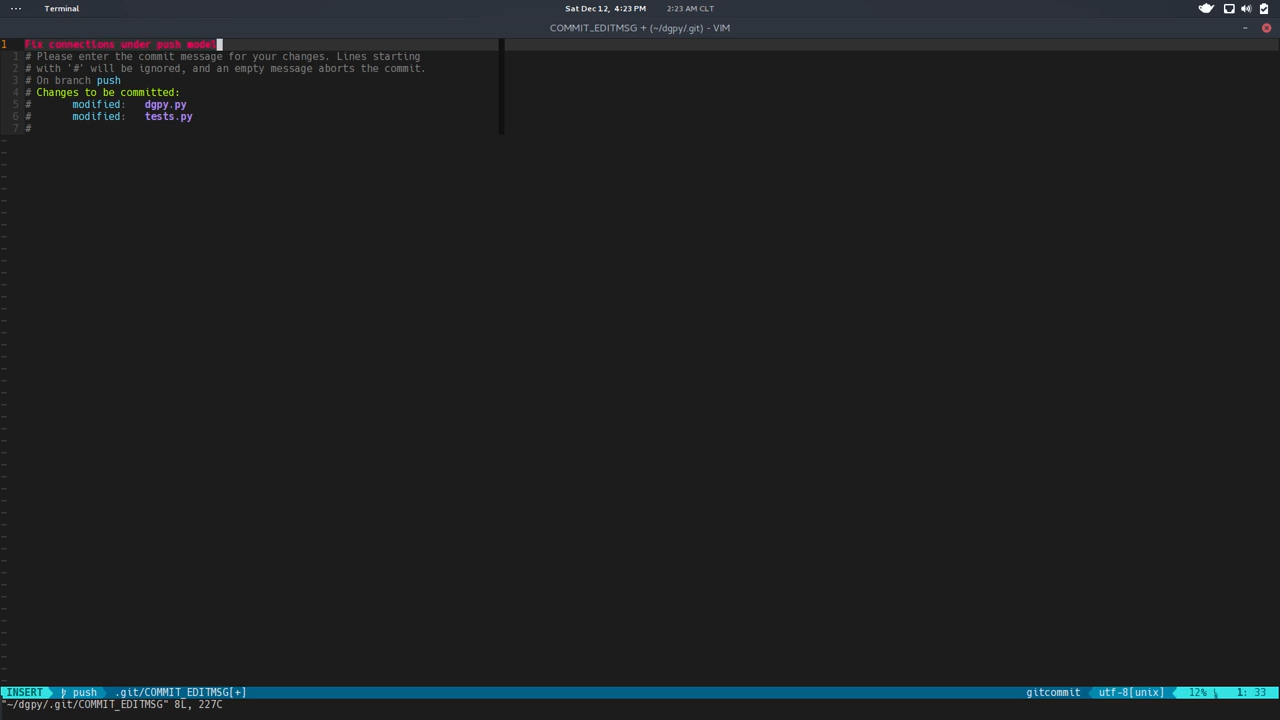 Terminal
Sat Dec 12, 4:23 PM 2:23 AM CLT
COMMIT_EDITMSG + (~/dgpy/.git) - VIM
1 Fix connections under push model
1 # Please enter the commit message for your changes. Lines starting
2 # with '#' will be ignored, and an empty message aborts the commit.
3 # On branch push
4 # Changes to be committed:
5 # modified: dgpy.py
6 # modified: tests.py
7 #
INSERT push .git/COMMIT_EDITMSG[+] gitcommit utf-8[unix] 12% 1: 33
"~/dgpy/.git/COMMIT_EDITMSG" 8L, 227C